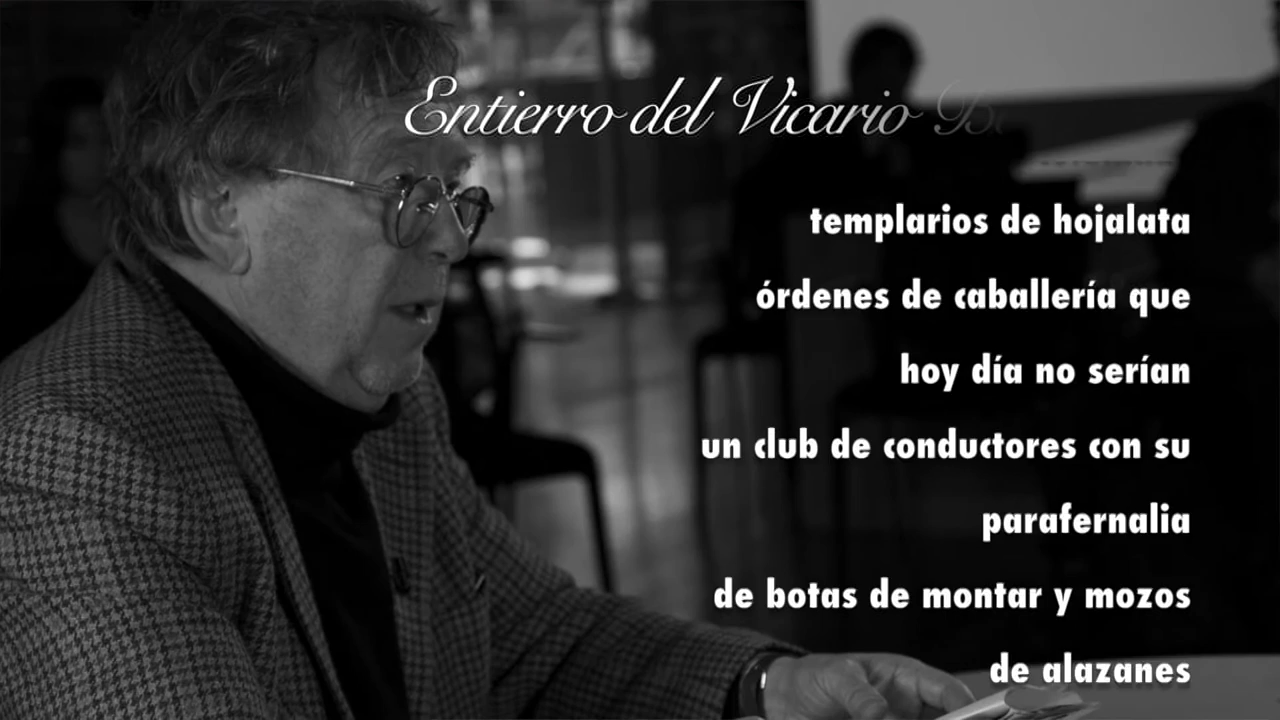 Entierro del Vicario
templarios de hojalata
órdenes de caballería que
hoy día no serían
un club de conductores con su
parafernalia
de botas de montar y mozos
de alazanes